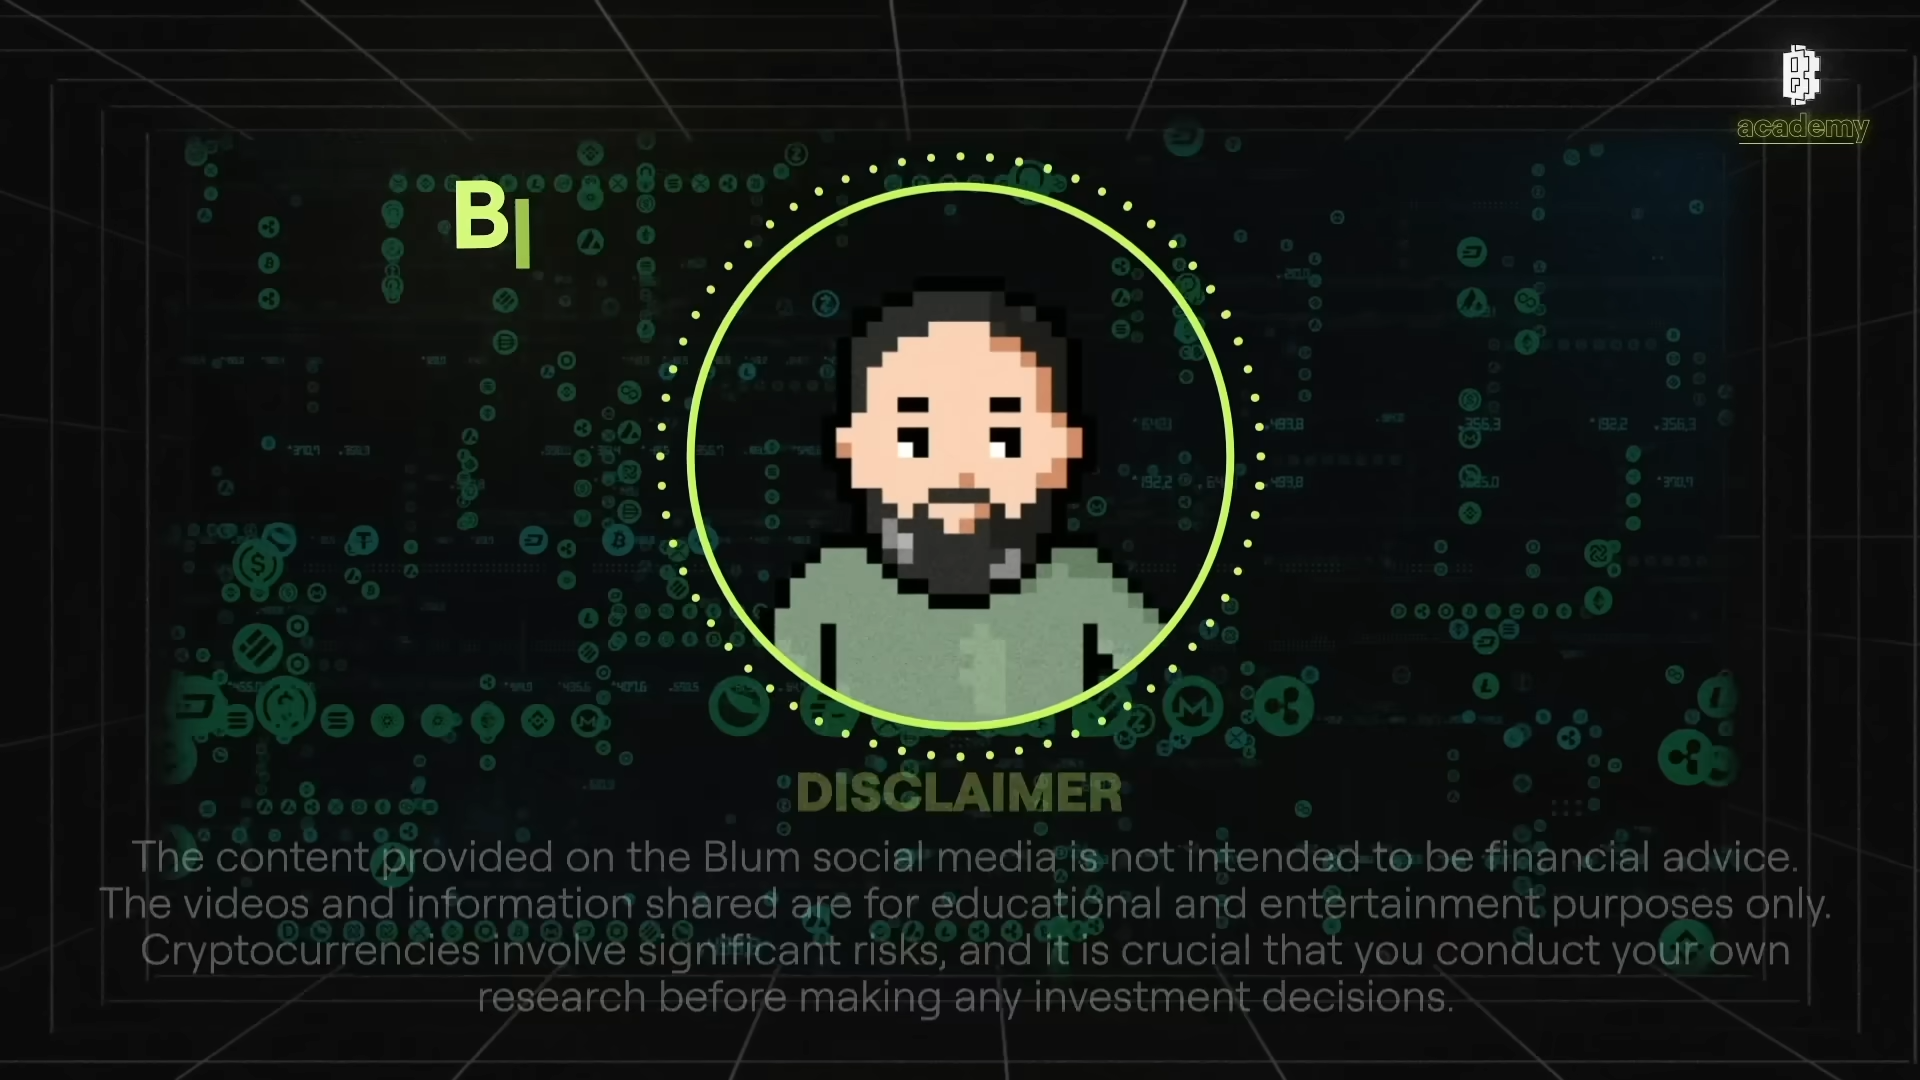 academy
Bl
DISCLAIMER
The content provided on the Blum social media is not intended to be financial advice.
The videos and information shared are for educational and entertainment purposes only.
Cryptocurrencies involve significant risks, and it is crucial that you conduct your own
research before making any investment decisions.